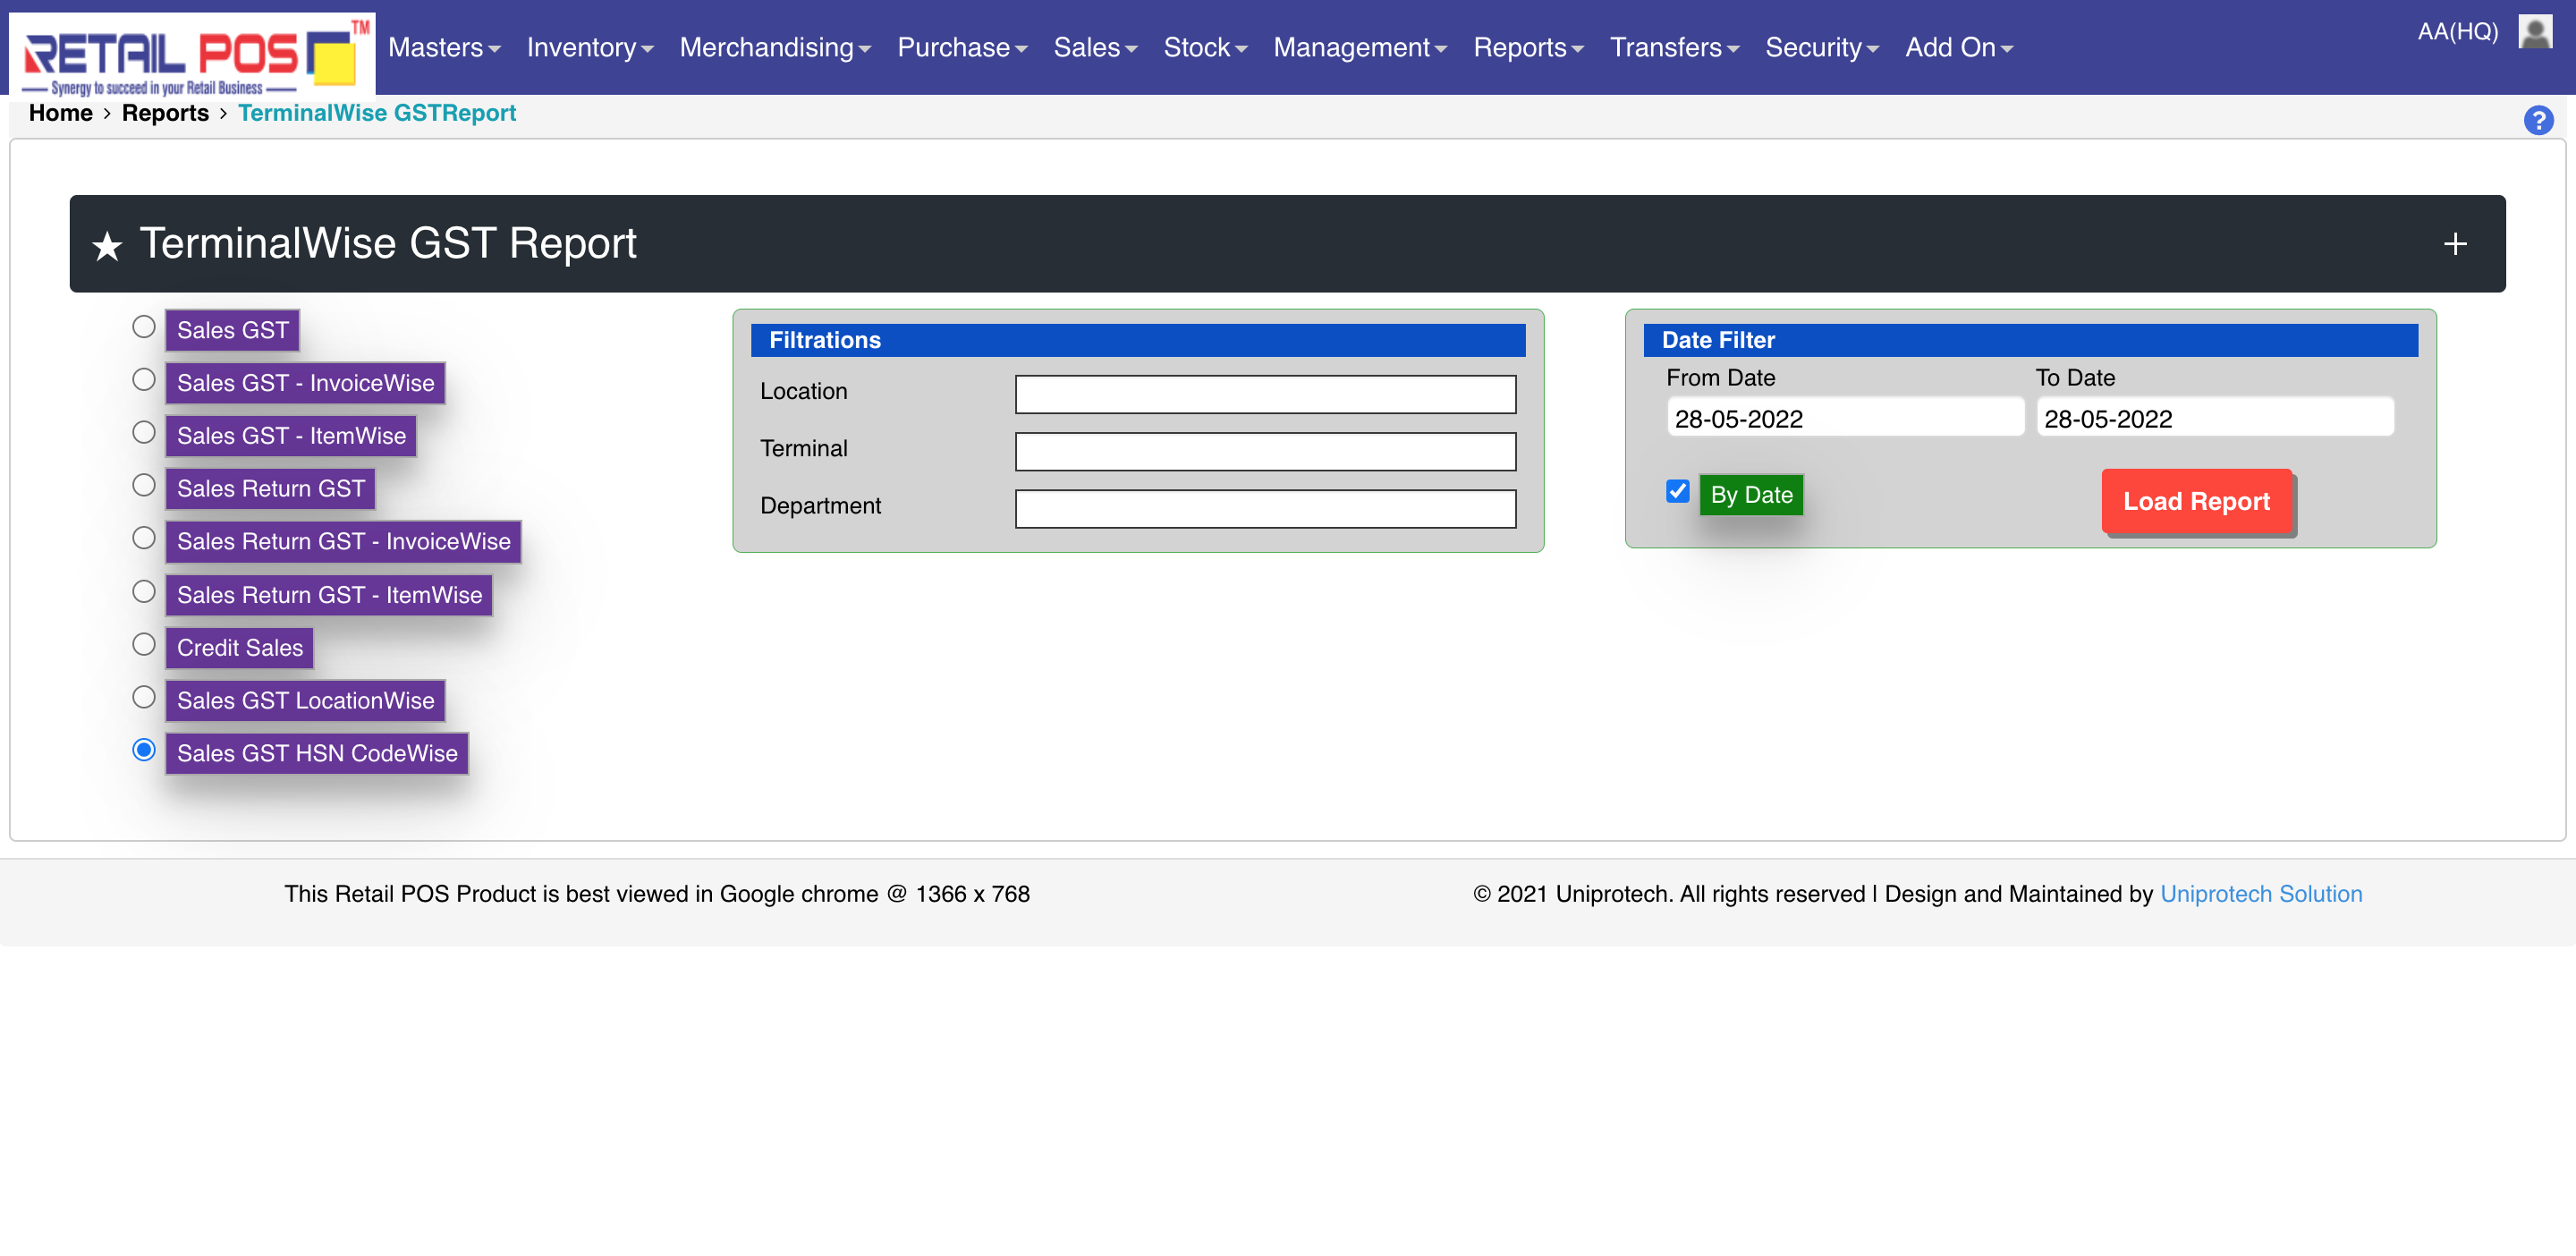 RETAIL POS TM
Synergy to succeed in your Retail Business
Masters Inventory Merchandising Purchase Sales Stock Management Reports Transfers Security Add On
AA(HQ)
Home › Reports › TerminalWise GSTReport
?
★ TerminalWise GST Report +
Sales GST
Sales GST - InvoiceWise
Sales GST - ItemWise
Sales Return GST
Sales Return GST - InvoiceWise
Sales Return GST - ItemWise
Credit Sales
Sales GST LocationWise
Sales GST HSN CodeWise
Filtrations
Location
Terminal
Department
Date Filter
From Date To Date
28-05-2022 28-05-2022
By Date
Load Report
This Retail POS Product is best viewed in Google chrome @ 1366 x 768
© 2021 Uniprotech. All rights reserved | Design and Maintained by Uniprotech Solution